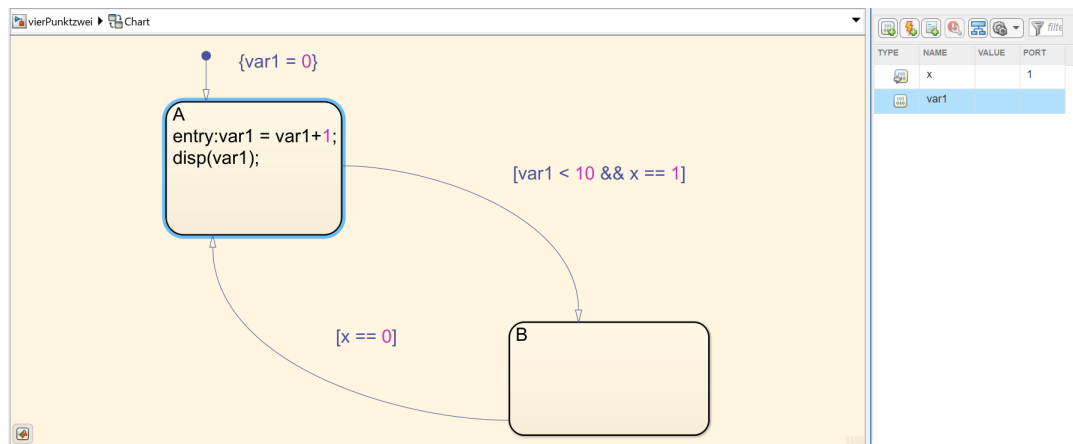 vierPunktzwei Chart
{var1 = 0}
A
entry:var1 = var1+1;
disp(var1);
[var1 < 10 && x == 1]
[x == 0]
B
filte
TYPE NAME VALUE PORT
x 1
var1